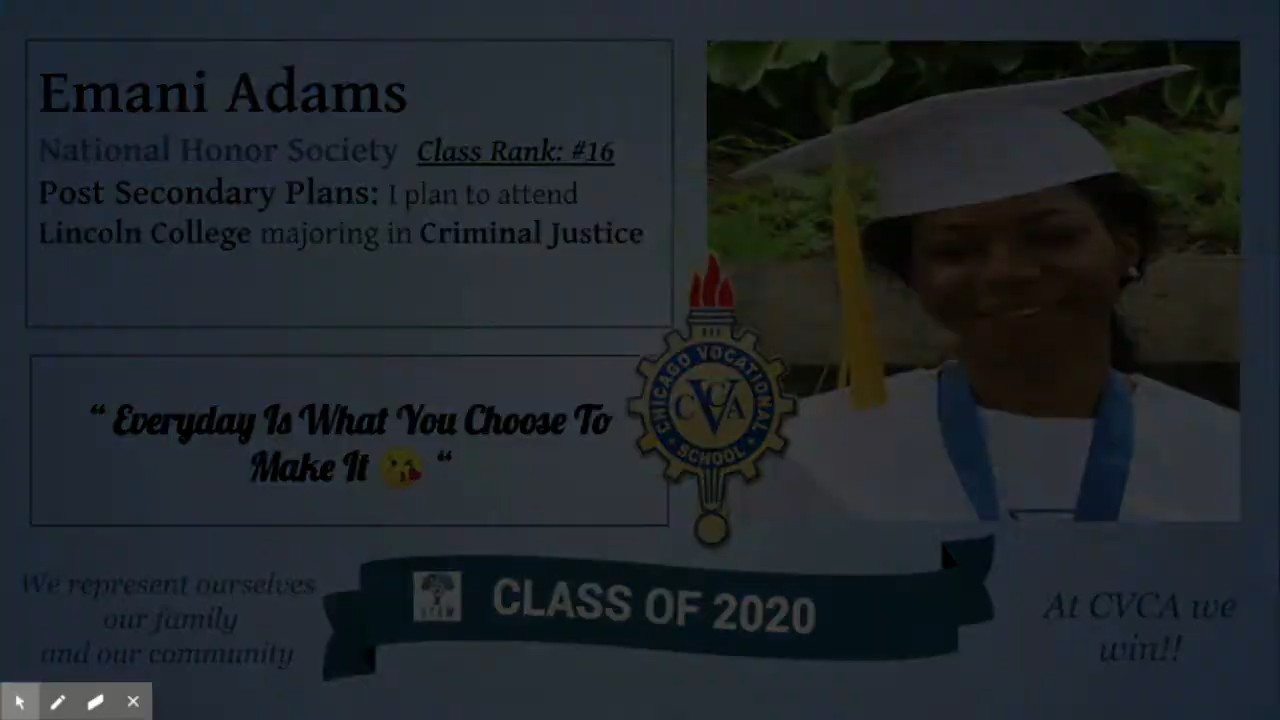 Emani Adams
National Honor Society Class Rank: #16
Post Secondary Plans: I plan to attend
Lincoln College majoring in Criminal Justice
“ Everyday Is What You Choose To
Make It 😘 “
CHICAGO VOCATIONAL
CVCA
SCHOOL
We represent ourselves
our family
and our community
STEM
CLASS OF 2020
At CVCA we
win!!